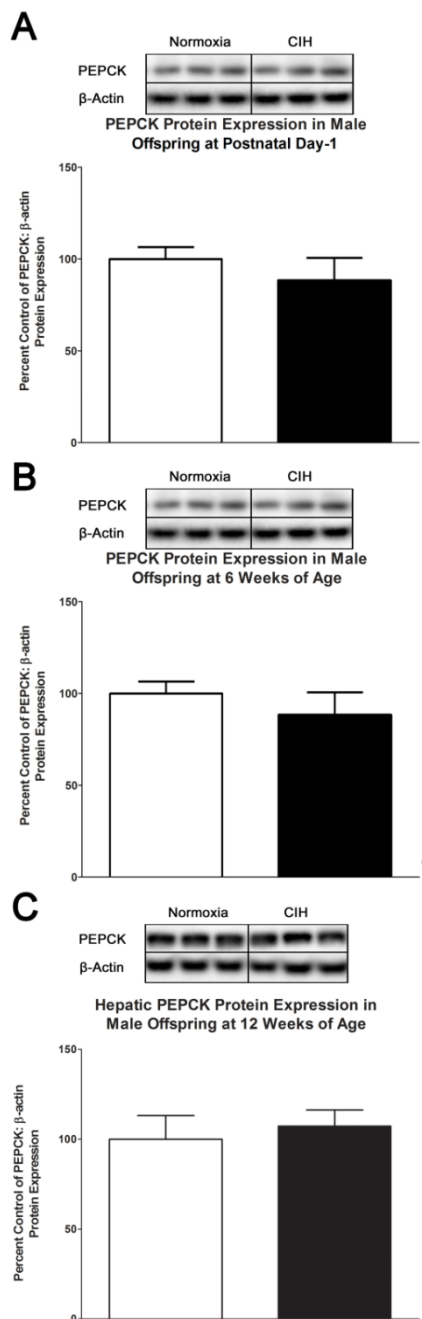 A
Normoxia CIH
PEPCK
β-Actin
PEPCK Protein Expression in Male
Offspring at Postnatal Day-1
Percent Control of PEPCK: β-actin
Protein Expression
150
100
50
0
B
Normoxia CIH
PEPCK
β-Actin
PEPCK Protein Expression in Male
Offspring at 6 Weeks of Age
Percent Control of PEPCK: β-actin
Protein Expression
150
100
50
0
C
Normoxia CIH
PEPCK
β-Actin
Hepatic PEPCK Protein Expression in
Male Offspring at 12 Weeks of Age
Percent Control of PEPCK: β-actin
Protein Expression
150
100
50
0